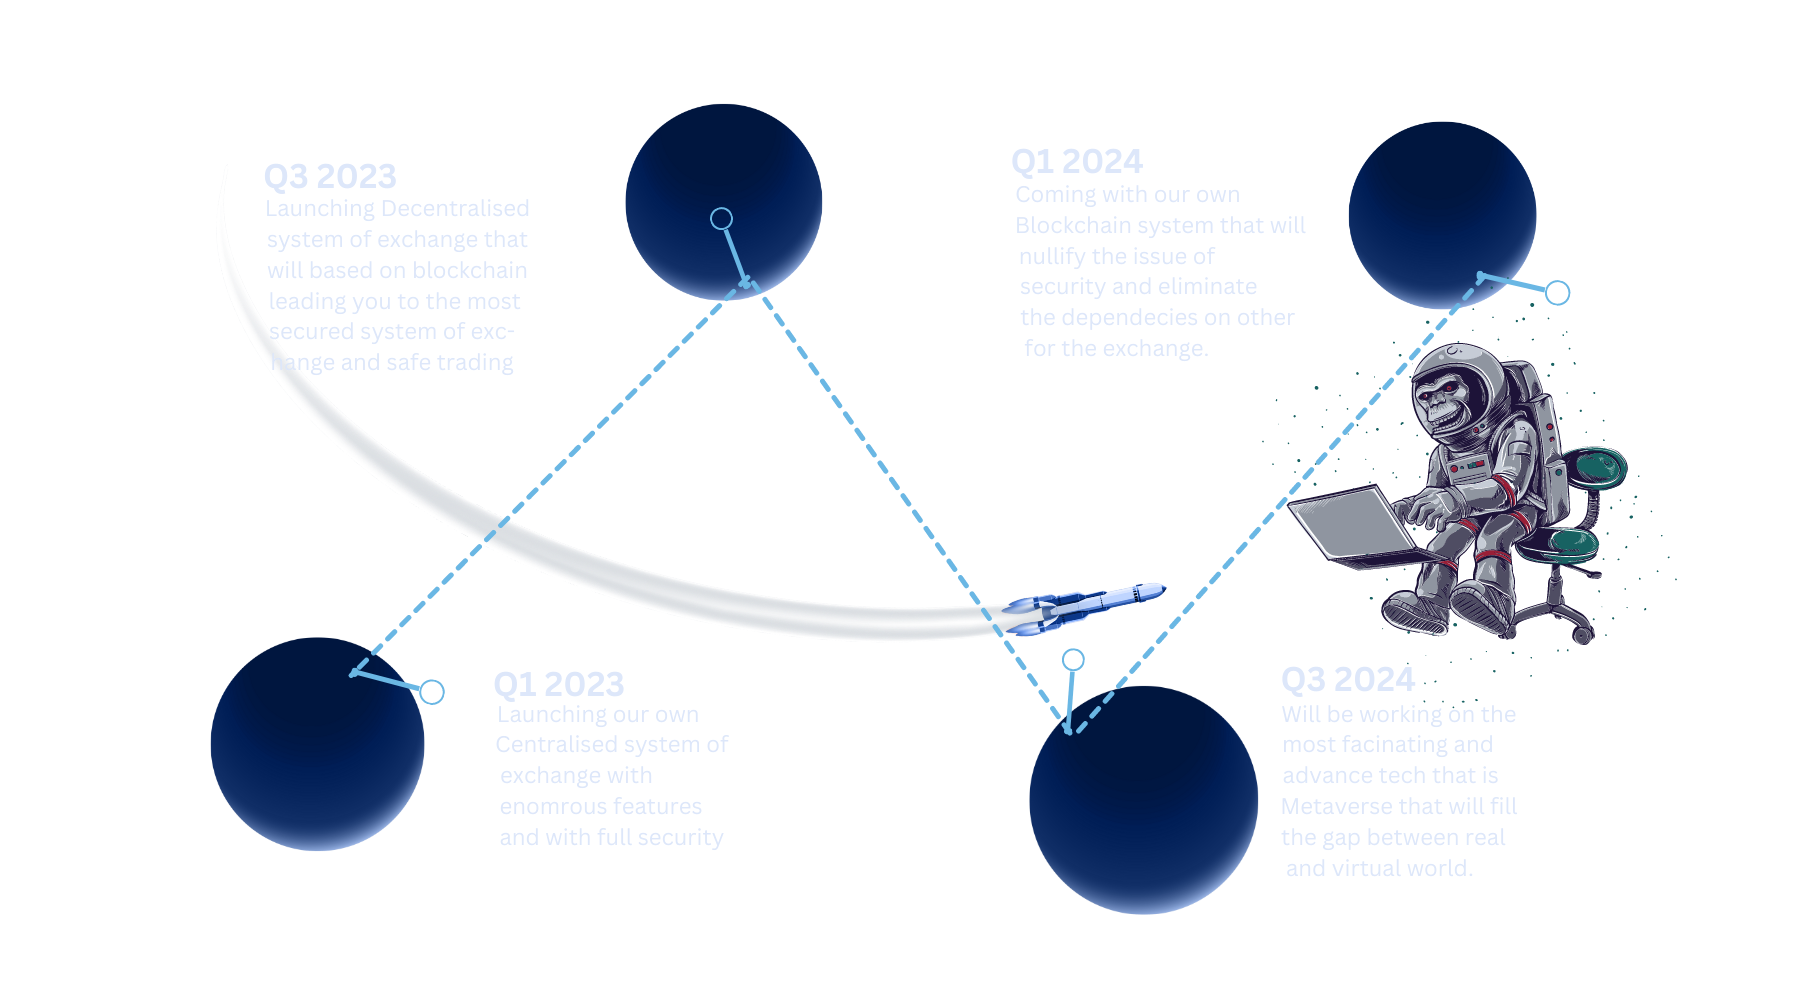 Q3 2023
Launching Decentralised
system of exchange that
will based on blockchain
leading you to the most
secured system of exc-
hange and safe trading
Q1 2024
Coming with our own
Blockchain system that will
nullify the issue of
security and eliminate
the dependecies on other
for the exchange.
Q1 2023
Launching our own
Centralised system of
exchange with
enomrous features
and with full security
Q3 2024
Will be working on the
most facinating and
advance tech that is
Metaverse that will fill
the gap between real
and virtual world.